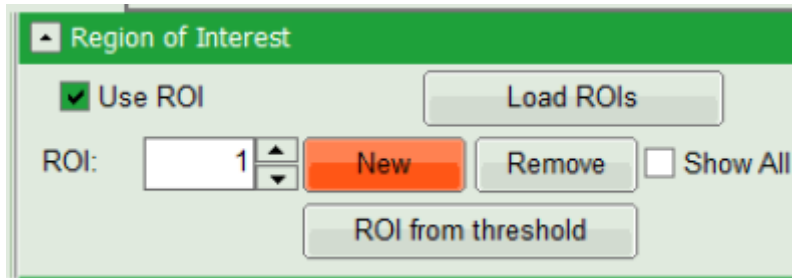 Region of Interest
Use ROI Load ROIs
ROI: 1 New Remove Show All
ROI from threshold